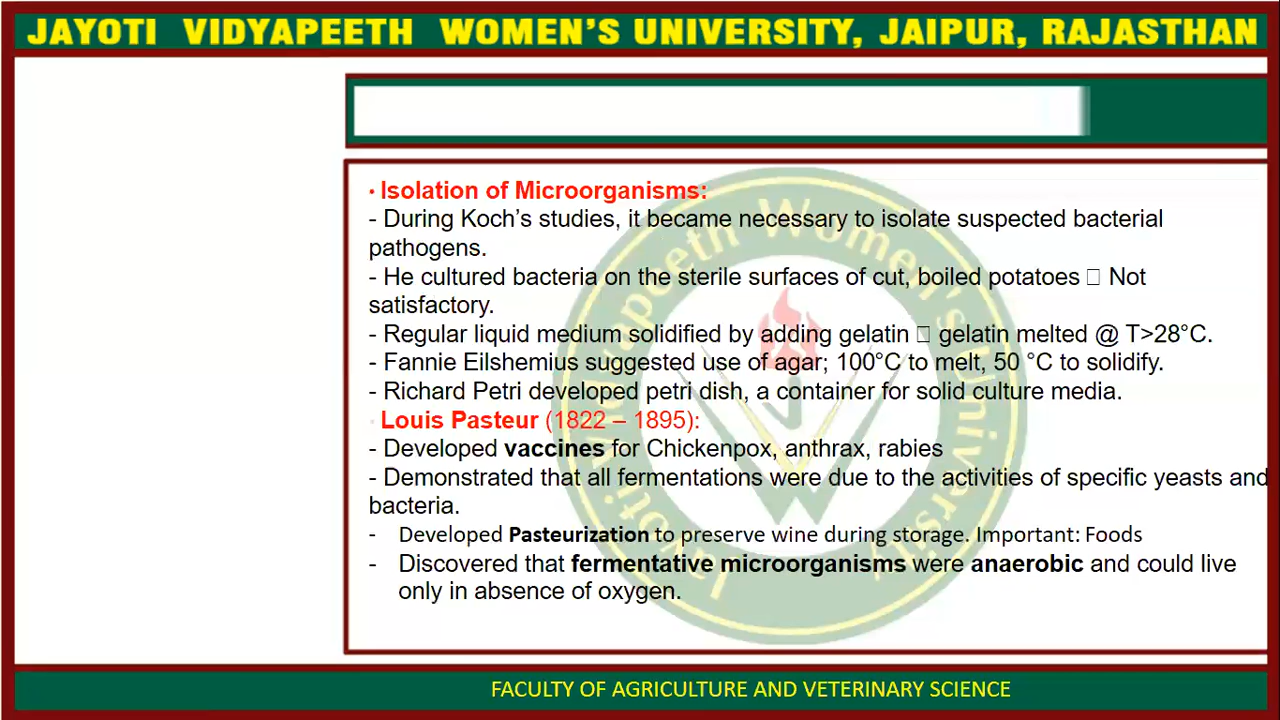 JAYOTI VIDYAPEETH WOMEN'S UNIVERSITY, JAIPUR, RAJASTHAN
• Isolation of Microorganisms:
- During Koch's studies, it became necessary to isolate suspected bacterial
pathogens.
- He cultured bacteria on the sterile surfaces of cut, boiled potatoes □ Not
satisfactory.
- Regular liquid medium solidified by adding gelatin □ gelatin melted @ T>28°C.
- Fannie Eilshemius suggested use of agar; 100°C to melt, 50 °C to solidify.
- Richard Petri developed petri dish, a container for solid culture media.
• Louis Pasteur (1822 – 1895):
- Developed vaccines for Chickenpox, anthrax, rabies
- Demonstrated that all fermentations were due to the activities of specific yeasts and
bacteria.
- Developed Pasteurization to preserve wine during storage. Important: Foods
- Discovered that fermentative microorganisms were anaerobic and could live
only in absence of oxygen.
Jayoti Vidyapeeth Women's University
FACULTY OF AGRICULTURE AND VETERINARY SCIENCE